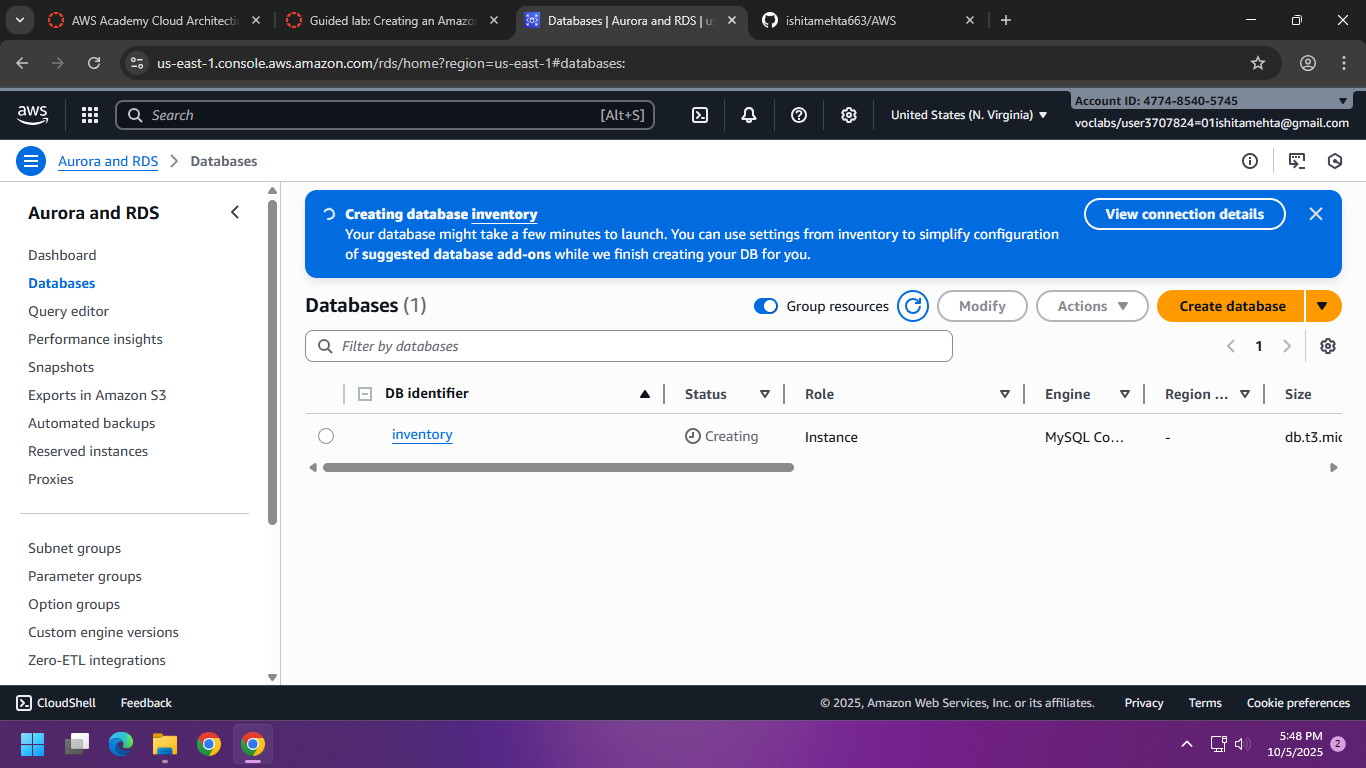 AWS Academy Cloud Architectin
Guided lab: Creating an Amazon
Databases | Aurora and RDS | us
ishitamehta663/AWS
us-east-1.console.aws.amazon.com/rds/home?region=us-east-1#databases:
aws
Search
[Alt+S]
United States (N. Virginia)
Account ID: 4774-8540-5745
voclabs/user3707824=01ishitamehta@gmail.com
Aurora and RDS
Databases
Aurora and RDS
Dashboard
Databases
Query editor
Performance insights
Snapshots
Exports in Amazon S3
Automated backups
Reserved instances
Proxies
Subnet groups
Parameter groups
Option groups
Custom engine versions
Zero-ETL integrations
Creating database inventory
Your database might take a few minutes to launch. You can use settings from inventory to simplify configuration
of suggested database add-ons while we finish creating your DB for you.
View connection details
Databases (1)
Group resources
Modify
Actions
Create database
Filter by databases
1
DB identifier Status Role Engine Region ... Size
inventory Creating Instance MySQL Co... - db.t3.mic
CloudShell
Feedback
© 2025, Amazon Web Services, Inc. or its affiliates.
Privacy
Terms
Cookie preferences
5:48 PM
10/5/2025
2